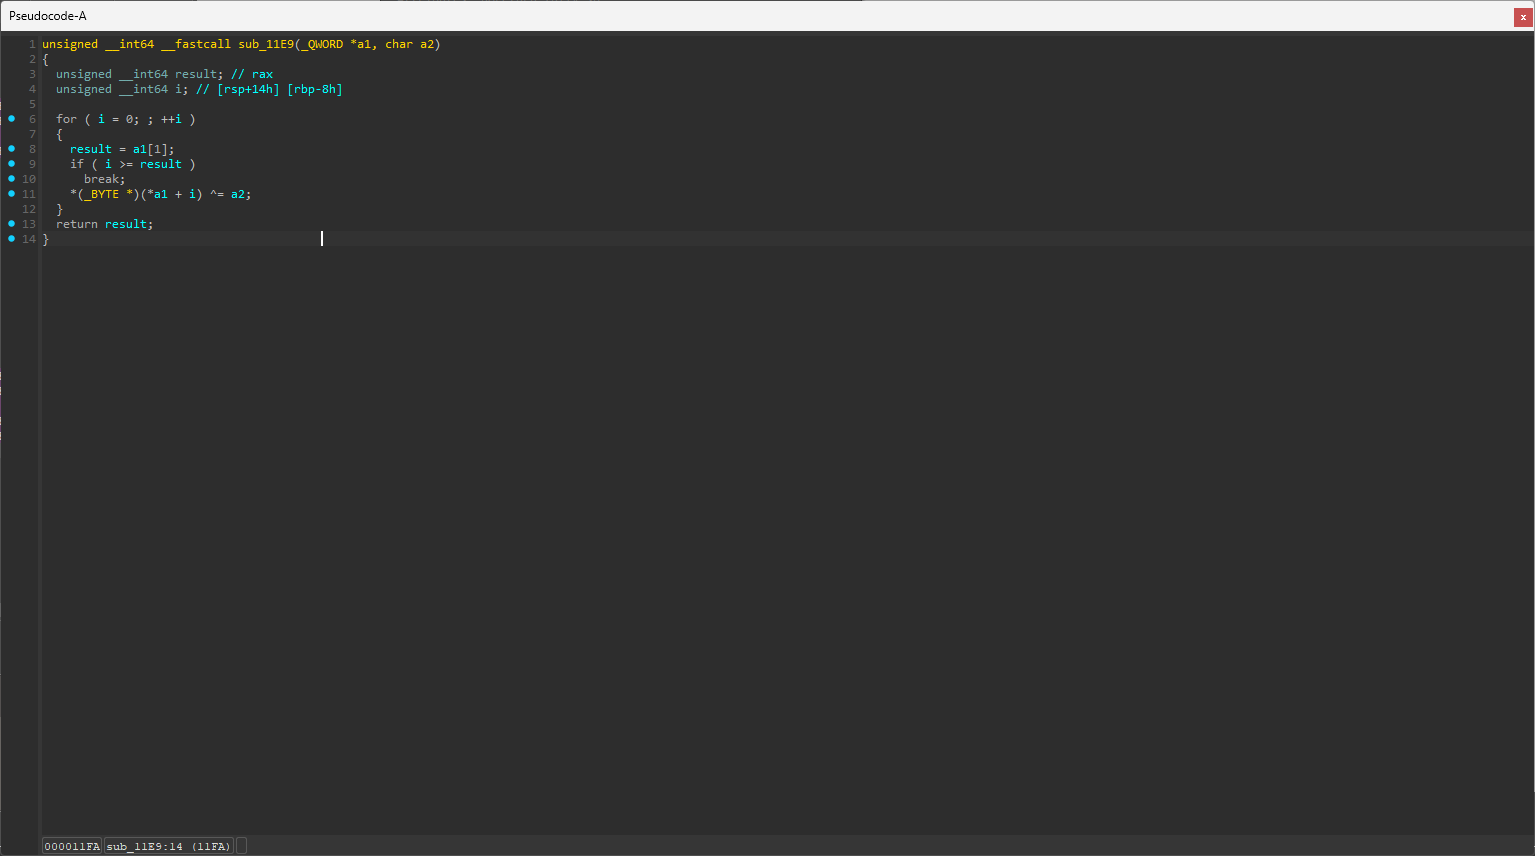 Pseudocode-A
x
1 unsigned __int64 __fastcall sub_11E9(_QWORD *a1, char a2)
2 {
3   unsigned __int64 result; // rax
4   unsigned __int64 i; // [rsp+14h] [rbp-8h]
5
6   for ( i = 0; ; ++i )
7   {
8     result = a1[1];
9     if ( i >= result )
10       break;
11     *(_BYTE *)(*a1 + i) ^= a2;
12   }
13   return result;
14 }
000011FA sub_11E9:14 (11FA)